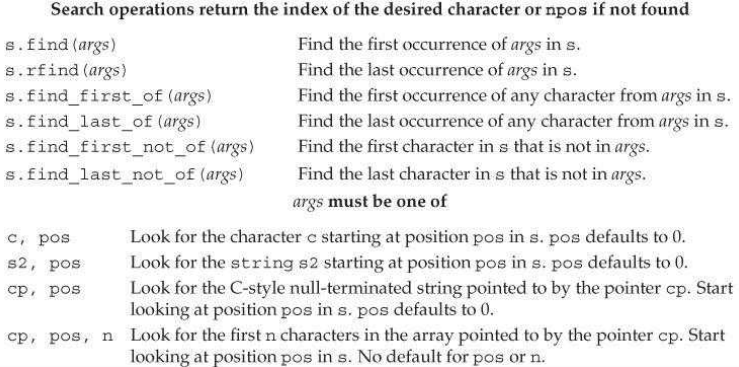 Search operations return the index of the desired character or npos if not found
s.find(args) Find the first occurrence of args in s.
s.rfind(args) Find the last occurrence of args in s.
s.find_first_of(args) Find the first occurrence of any character from args in s.
s.find_last_of(args) Find the last occurrence of any character from args in s.
s.find_first_not_of(args) Find the first character in s that is not in args.
s.find_last_not_of(args) Find the last character in s that is not in args.
args must be one of
c, pos Look for the character c starting at position pos in s. pos defaults to 0.
s2, pos Look for the string s2 starting at position pos in s. pos defaults to 0.
cp, pos Look for the C-style null-terminated string pointed to by the pointer cp. Start
looking at position pos in s. pos defaults to 0.
cp, pos, n Look for the first n characters in the array pointed to by the pointer cp. Start
looking at position pos in s. No default for pos or n.